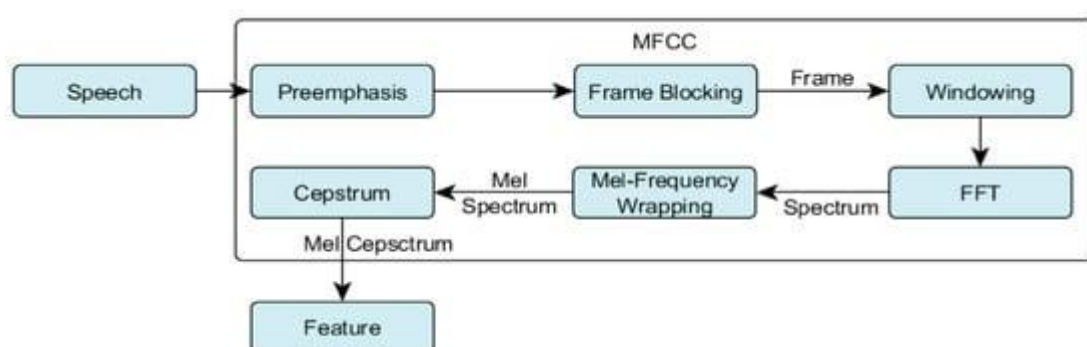 MFCC
Speech
Preemphasis
Frame Blocking
Frame
Windowing
Cepstrum
Mel
Spectrum
Mel-Frequency
Wrapping
Spectrum
FFT
Mel Cepsctrum
Feature